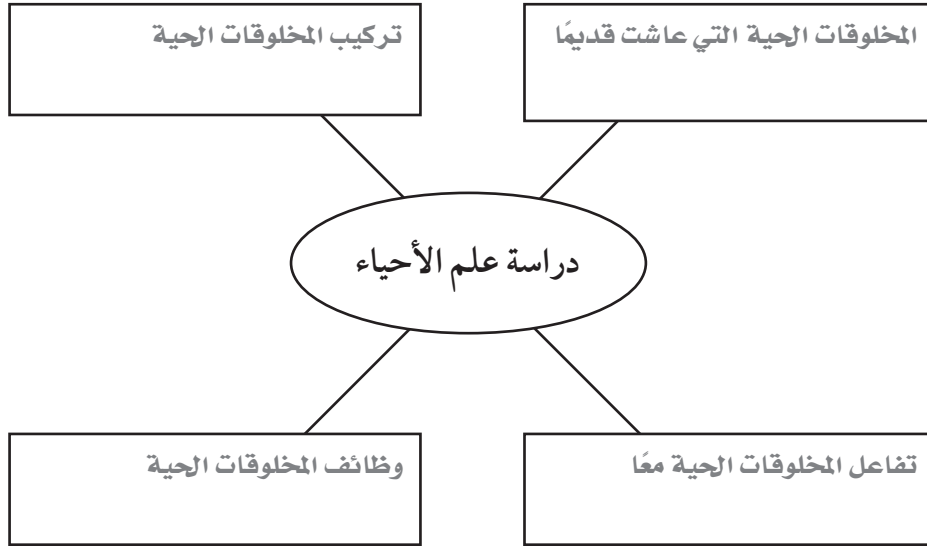 المخلوقات الحية التي عاشت قديمًا
تركيب المخلوقات الحية
دراسة علم الأحياء
تفاعل المخلوقات الحية معًا
وظائف المخلوقات الحية